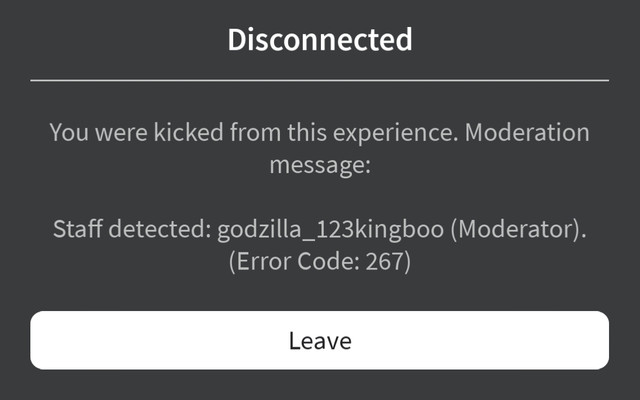 Disconnected
You were kicked from this experience. Moderation
message:
Staff detected: godzilla_123kingboo (Moderator).
(Error Code: 267)
Leave